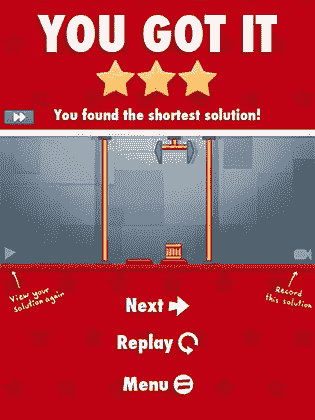 YOU GOT IT
You found the shortest solution!
View your
solution again
Record
this solution
Next
Replay
Menu